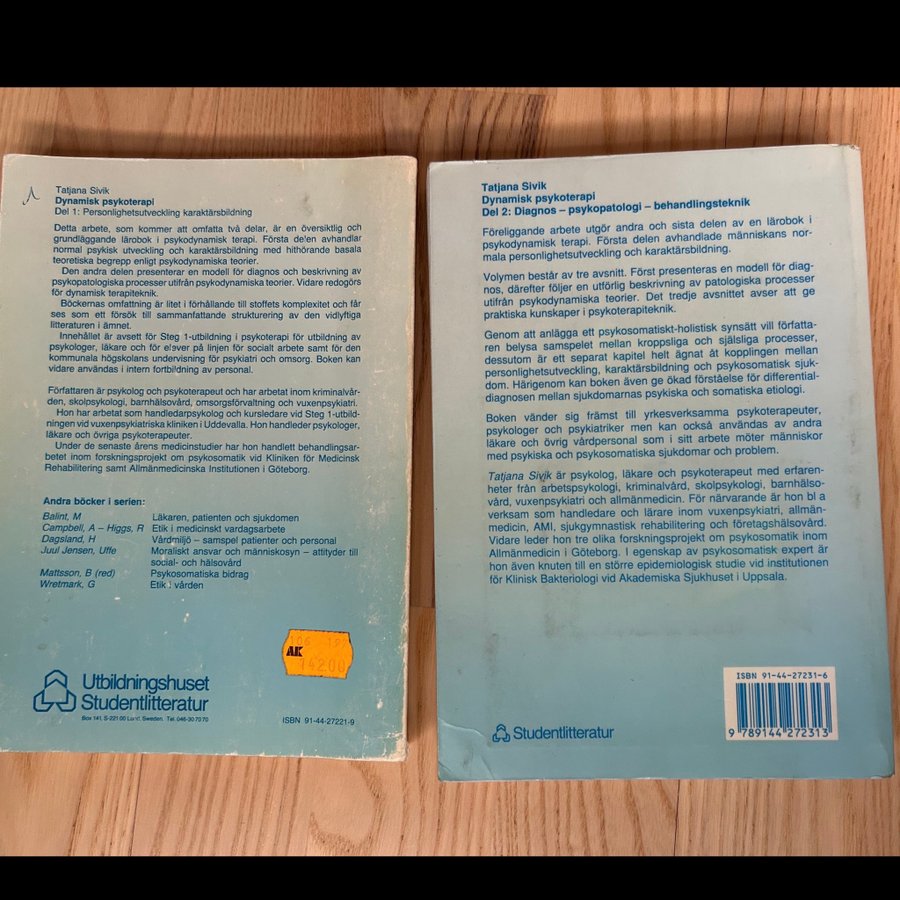 Tatjana Sivik
Dynamisk psykoterapi
Del 1: Personlighetsutveckling karaktärsbildning
Detta arbete, som kommer att omfatta två delar, är en översiktlig och
grundläggande lärobok i psykodynamisk terapi. Första delen avhandlar
normal psykisk utveckling och karaktärsbildning med hithörande basala
teoretiska begrepp enligt psykodynamiska teorier.
Den andra delen presenterar en modell för diagnos och beskrivning av
psykopatologiska processer utifrån psykodynamiska teorier. Vidare redogörs
för dynamisk terapiteknik.
Böckernas omfattning är litet i förhållande till stoffets komplexitet och får
ses som ett försök till sammanfattande strukturering av den vidlyftiga
litteraturen i ämnet.
Innehållet är avsett för Steg 1-utbildning i psykoterapi för utbildning av
psykologer, läkare och för elever på linjen för socialt arbete samt för den
kommunala högskolans undervisning för psykiatri och omsorg. Boken kan
vidare användas i intern fortbildning av personal.
Författaren är psykolog och psykoterapeut och har arbetat inom kriminalvår-
den, skolpsykologi, barnhälsovård, omsorgsförvaltning och vuxenpsykiatri.
Hon har arbetat som handledarpsykolog och kursledare vid Steg 1-utbild-
ningen vid vuxenpsykiatriska kliniken i Uddevalla. Hon handleder psykologer,
läkare och övriga psykoterapeuter.
Under de senaste årens medicinstudier har hon handlett behandlingsar-
betet inom forskningsprojekt om psykosomatik vid Kliniken för Medicinsk
Rehabilitering samt Allmänmedicinska Institutionen i Göteborg.
Andra böcker i serien:
Balint, M Läkaren, patienten och sjukdomen
Campbell, A – Higgs, R Etik i medicinskt vardagsarbete
Dagsland, H Vårdmiljö – samspel patienter och personal
Juul Jensen, Uffe Moraliskt ansvar och människosyn – attityder till
social- och hälsovård
Mattsson, B (red) Psykosomatiska bidrag
Wretmark, G Etik i vården
AK
142.00
Utbildningshuset
Studentlitteratur
Box 141, S-221 00 Lund, Sweden. Tel. 046-30 70 70
ISBN 91-44-27221-9
Tatjana Sivik
Dynamisk psykoterapi
Del 2: Diagnos – psykopatologi – behandlingsteknik
Föreliggande arbete utgör andra och sista delen av en lärobok i
psykodynamisk terapi. Första delen avhandlade människans nor-
mala personlighetsutveckling och karaktärsbildning.
Volymen består av tre avsnitt. Först presenteras en modell för diag-
nos, därefter följer en utförlig beskrivning av patologiska processer
utifrån psykodynamiska teorier. Det tredje avsnittet avser att ge
praktiska kunskaper i psykoterapiteknik.
Genom att anlägga ett psykosomatiskt-holistisk synsätt vill författa-
ren belysa samspelet mellan kroppsliga och själsliga processer,
dessutom är ett separat kapitel helt ägnat åt kopplingen mellan
personlighetsutveckling, karaktärsbildning och psykosomatisk sjuk-
dom. Härigenom kan boken även ge ökad förståelse för differential-
diagnosen mellan sjukdomarnas psykiska och somatiska etiologi.
Boken vänder sig främst till yrkesverksamma psykoterapeuter,
psykologer och psykiatriker men kan också användas av andra
läkare och övrig vårdpersonal som i sitt arbete möter människor
med psykiska och psykosomatiska sjukdomar och problem.
Tatjana Sivik är psykolog, läkare och psykoterapeut med erfaren-
heter från arbetspsykologi, kriminalvård, skolpsykologi, barnhälso-
vård, vuxenpsykiatri och allmänmedicin. För närvarande är hon bl a
verksam som handledare och lärare inom vuxenpsykiatri, allmän-
medicin, AMI, sjukgymnastisk rehabilitering och företagshälsovård.
Vidare leder hon tre olika forskningsprojekt om psykosomatik inom
Allmänmedicin i Göteborg. I egenskap av psykosomatisk expert är
hon även knuten till en större epidemiologisk studie vid institutionen
för Klinisk Bakteriologi vid Akademiska Sjukhuset i Uppsala.
ISBN 91-44-27231-6
9 789144 272313
Studentlitteratur